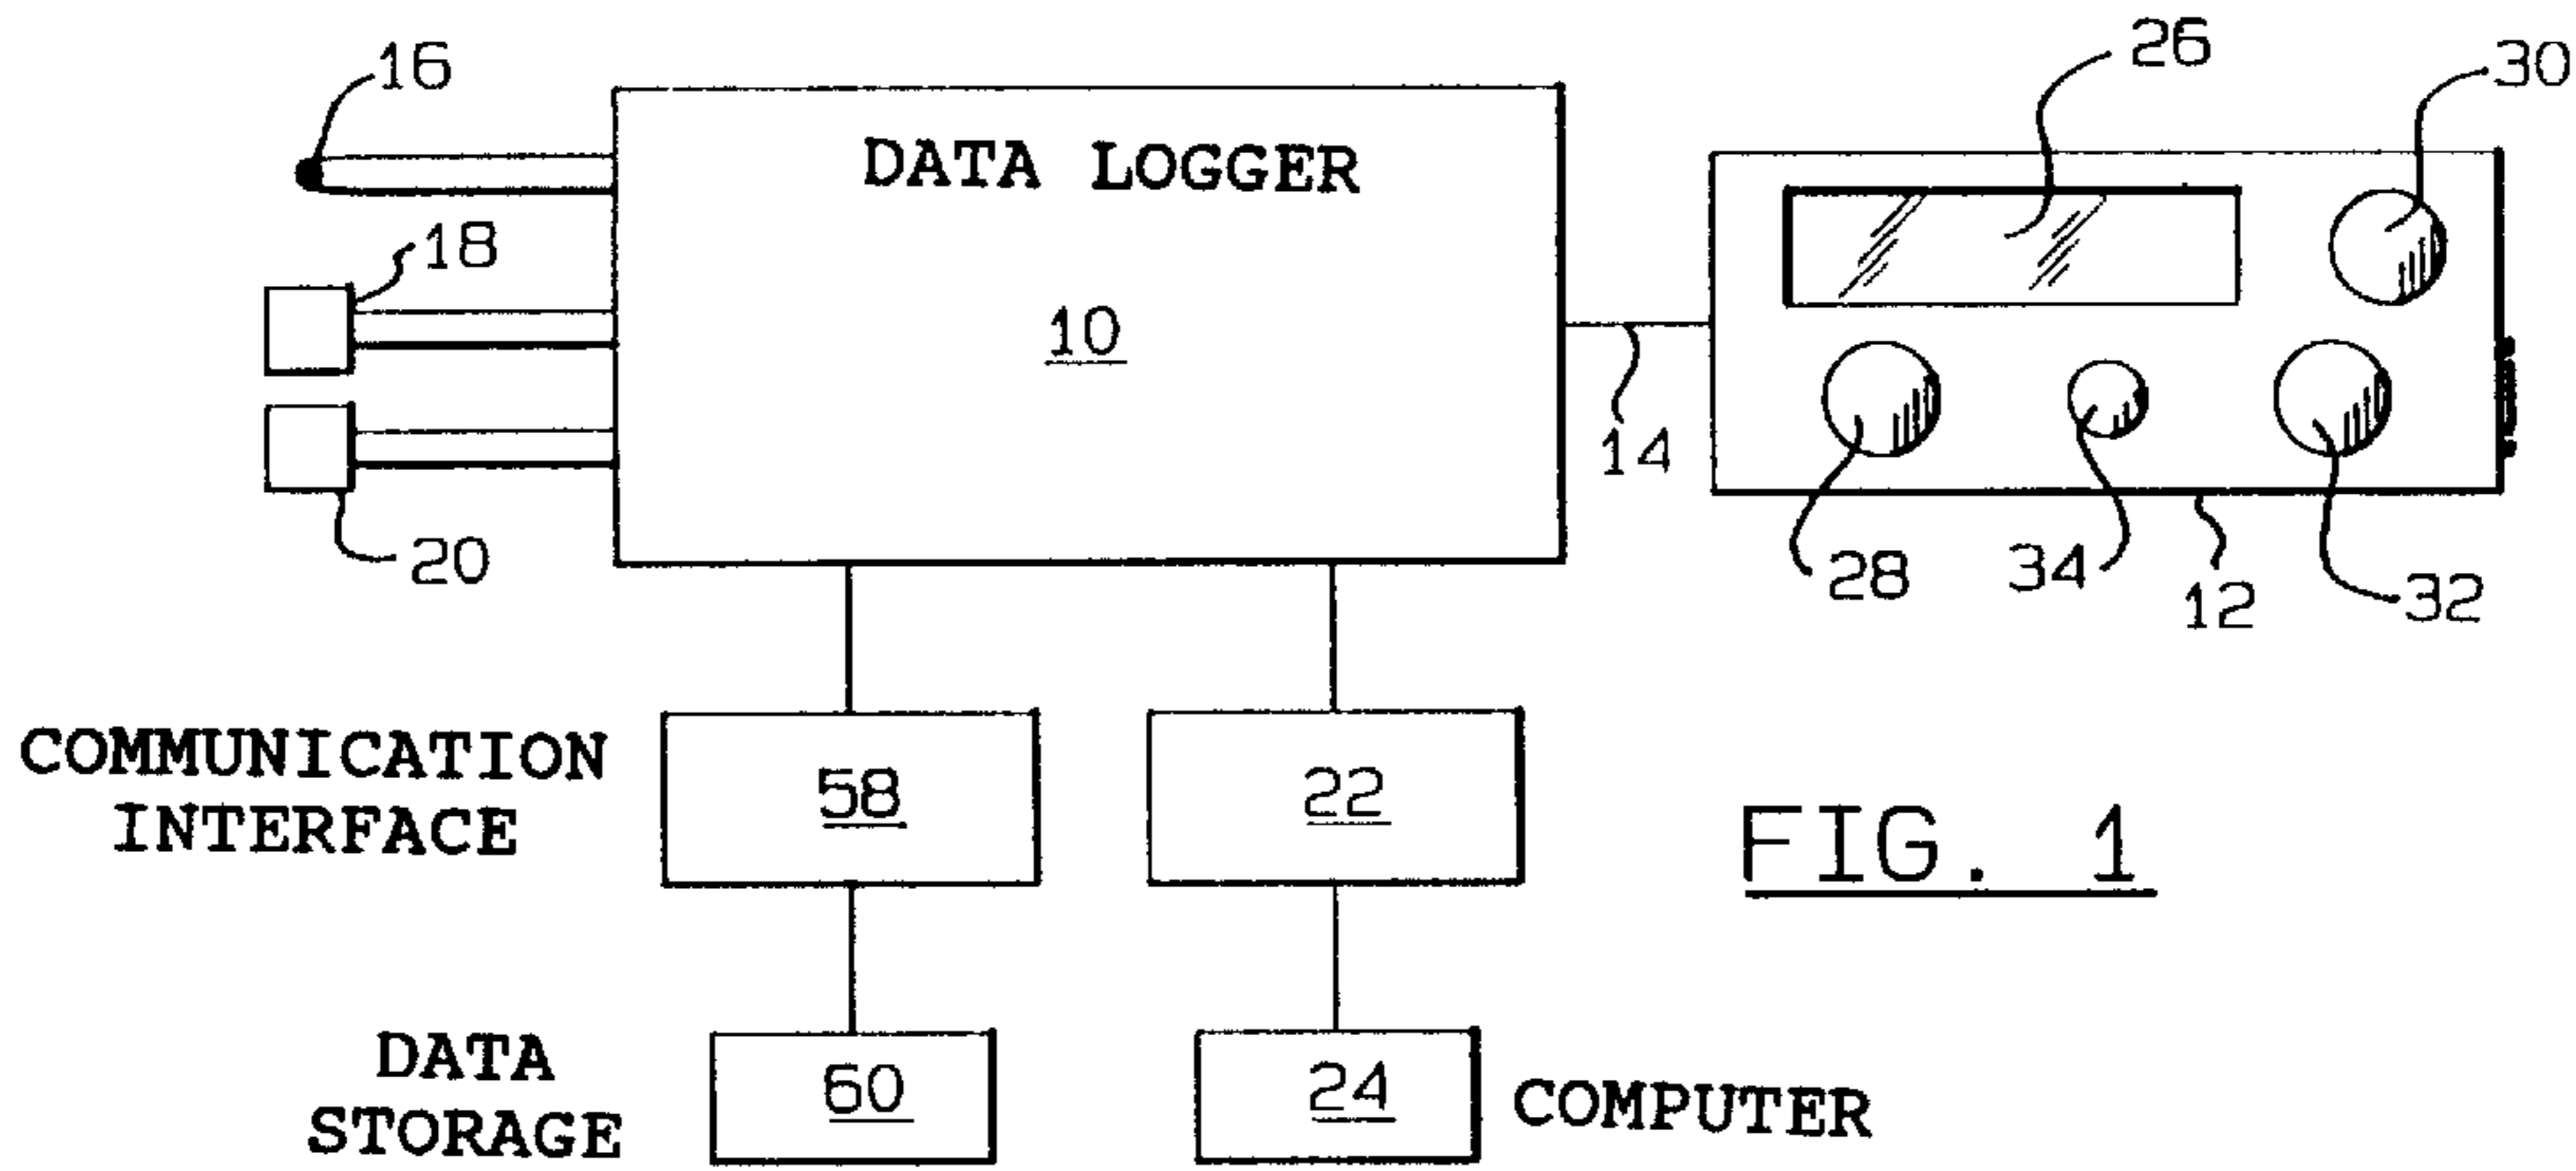 16
26
30
DATA LOGGER
18
10
14
20
28
34
12
32
COMMUNICATION
INTERFACE
58
22
FIG. 1
DATA
STORAGE
60
24
COMPUTER